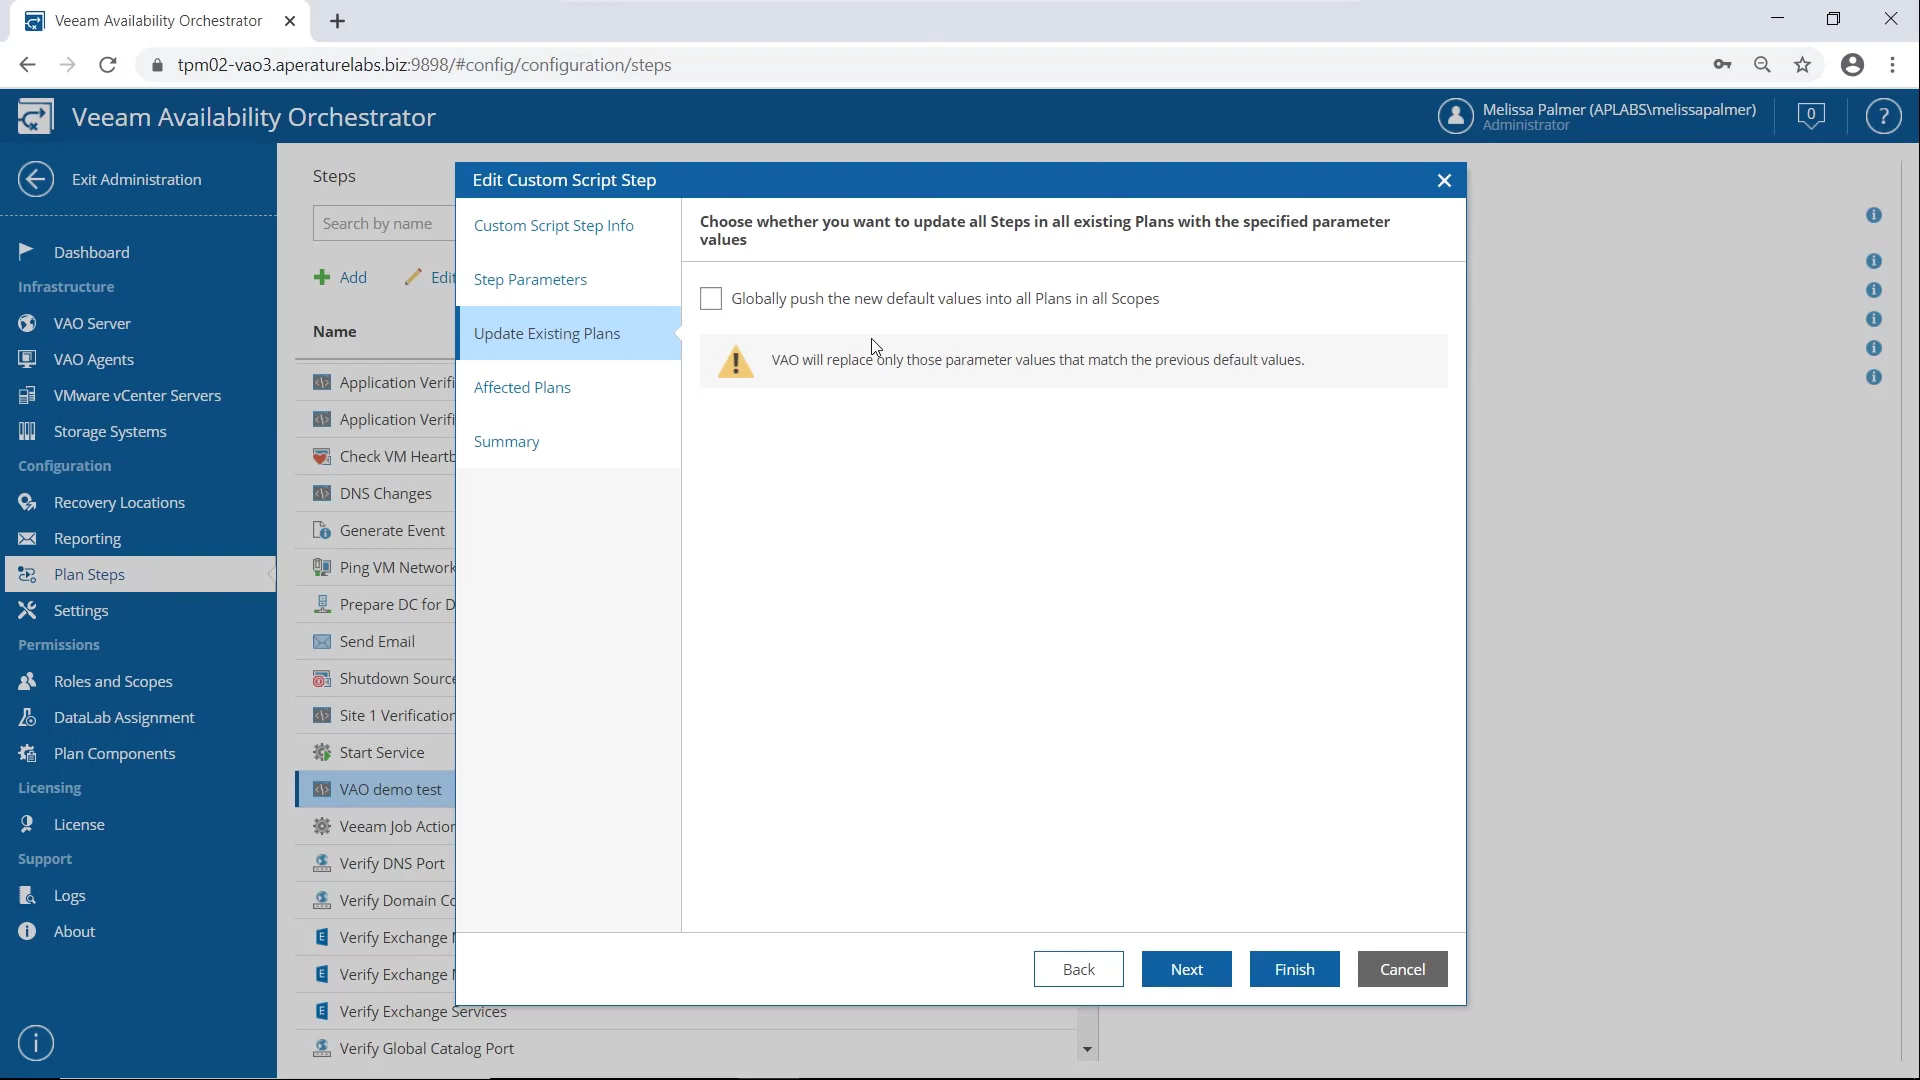 Veeam Availability Orchestrator
tpm02-vao3.aperaturelabs.biz:9898/#config/configuration/steps
Veeam Availability Orchestrator
Melissa Palmer (APLABS\melissapalmer)
Administrator
0
?
Exit Administration
Dashboard
Infrastructure
VAO Server
VAO Agents
VMware vCenter Servers
Storage Systems
Configuration
Recovery Locations
Reporting
Plan Steps
Settings
Permissions
Roles and Scopes
DataLab Assignment
Plan Components
Licensing
License
Support
Logs
About
Steps
Search by name
Add
Edit
Name
Application Verifi
Application Verifi
Check VM Heartb
DNS Changes
Generate Event
Ping VM Network
Prepare DC for D
Send Email
Shutdown Source
Site 1 Verification
Start Service
VAO demo test
Veeam Job Action
Verify DNS Port
Verify Domain Co
Verify Exchange
Verify Exchange
Verify Exchange Services
Verify Global Catalog Port
Edit Custom Script Step
Custom Script Step Info
Step Parameters
Update Existing Plans
Affected Plans
Summary
Choose whether you want to update all Steps in all existing Plans with the specified parameter
values
Globally push the new default values into all Plans in all Scopes
VAO will replace only those parameter values that match the previous default values.
Back
Next
Finish
Cancel